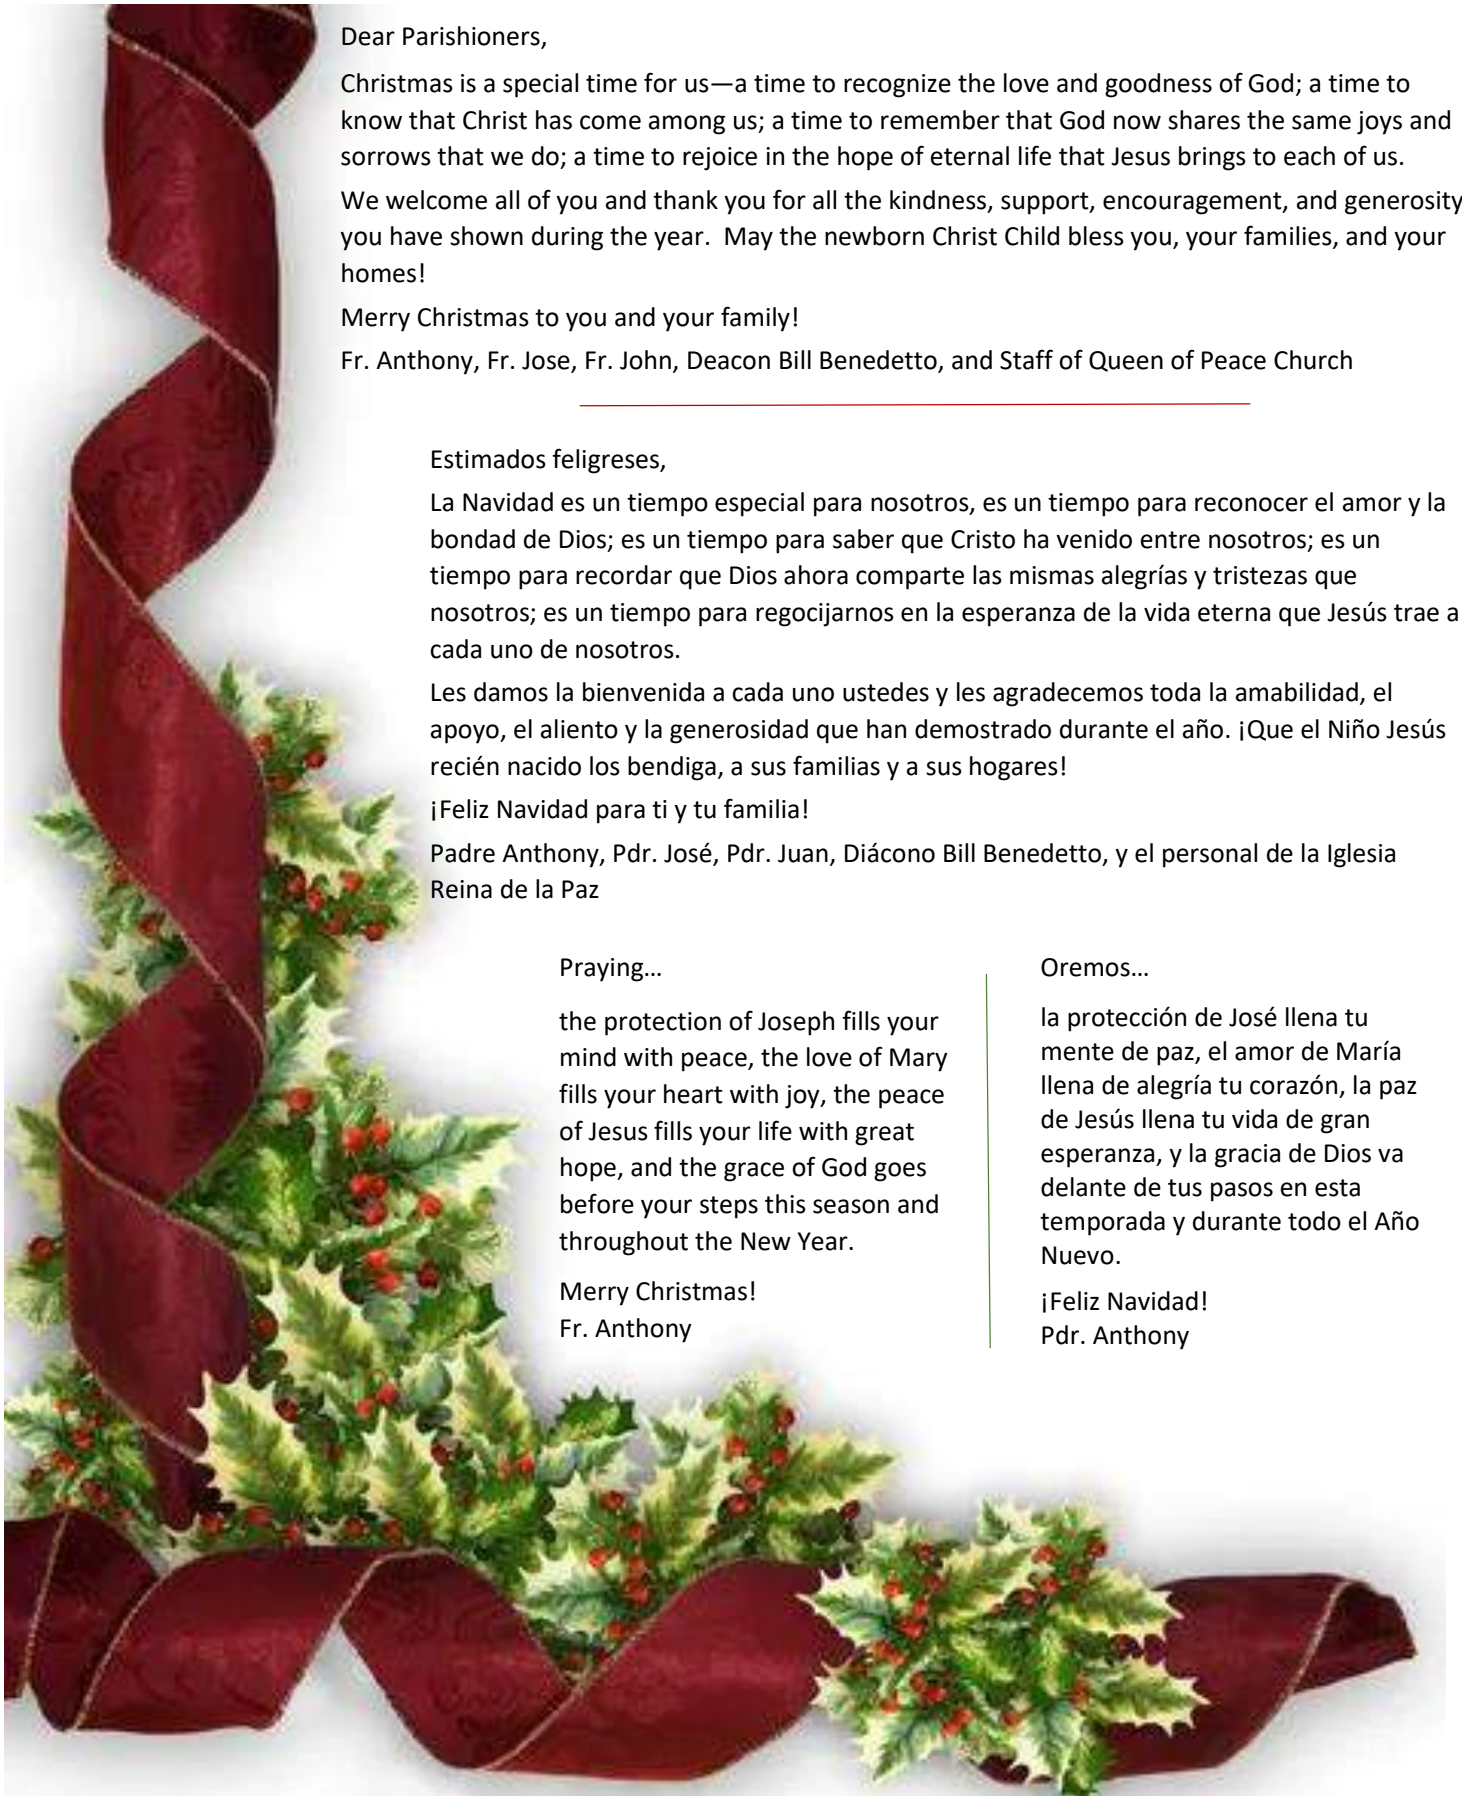 Dear Parishioners,
Christmas is a special time for us—a time to recognize the love and goodness of God; a time to
know that Christ has come among us; a time to remember that God now shares the same joys and
sorrows that we do; a time to rejoice in the hope of eternal life that Jesus brings to each of us.
We welcome all of you and thank you for all the kindness, support, encouragement, and generosity
you have shown during the year.  May the newborn Christ Child bless you, your families, and your
homes!
Merry Christmas to you and your family!
Fr. Anthony, Fr. Jose, Fr. John, Deacon Bill Benedetto, and Staff of Queen of Peace Church
Estimados feligreses,
La Navidad es un tiempo especial para nosotros, es un tiempo para reconocer el amor y la
bondad de Dios; es un tiempo para saber que Cristo ha venido entre nosotros; es un
tiempo para recordar que Dios ahora comparte las mismas alegrías y tristezas que
nosotros; es un tiempo para regocijarnos en la esperanza de la vida eterna que Jesús trae a
cada uno de nosotros.
Les damos la bienvenida a cada uno ustedes y les agradecemos toda la amabilidad, el
apoyo, el aliento y la generosidad que han demostrado durante el año. ¡Que el Niño Jesús
recién nacido los bendiga, a sus familias y a sus hogares!
¡Feliz Navidad para ti y tu familia!
Padre Anthony, Pdr. José, Pdr. Juan, Diácono Bill Benedetto, y el personal de la Iglesia
Reina de la Paz
Praying…
the protection of Joseph fills your
mind with peace, the love of Mary
fills your heart with joy, the peace
of Jesus fills your life with great
hope, and the grace of God goes
before your steps this season and
throughout the New Year.
Merry Christmas!
Fr. Anthony
Oremos…
la protección de José llena tu
mente de paz, el amor de María
llena de alegría tu corazón, la paz
de Jesús llena tu vida de gran
esperanza, y la gracia de Dios va
delante de tus pasos en esta
temporada y durante todo el Año
Nuevo.
¡Feliz Navidad!
Pdr. Anthony